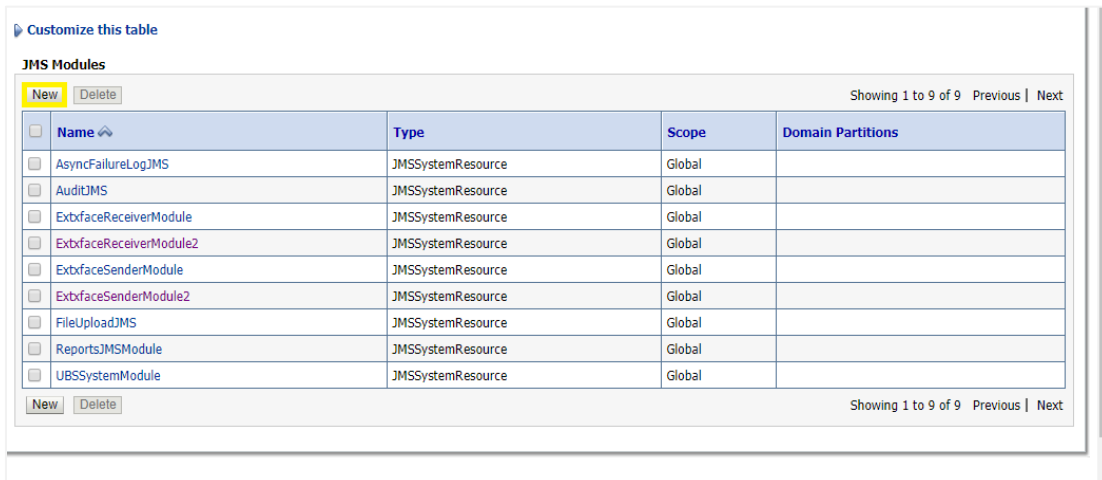 Customize this table
JMS Modules
New Delete Showing 1 to 9 of 9 Previous | Next
Name Type Scope Domain Partitions
AsyncFailureLogJMS JMSSystemResource Global
AuditJMS JMSSystemResource Global
ExtxfaceReceiverModule JMSSystemResource Global
ExtxfaceReceiverModule2 JMSSystemResource Global
ExtxfaceSenderModule JMSSystemResource Global
ExtxfaceSenderModule2 JMSSystemResource Global
FileUploadJMS JMSSystemResource Global
ReportsJMSModule JMSSystemResource Global
UBSSystemModule JMSSystemResource Global
New Delete Showing 1 to 9 of 9 Previous | Next